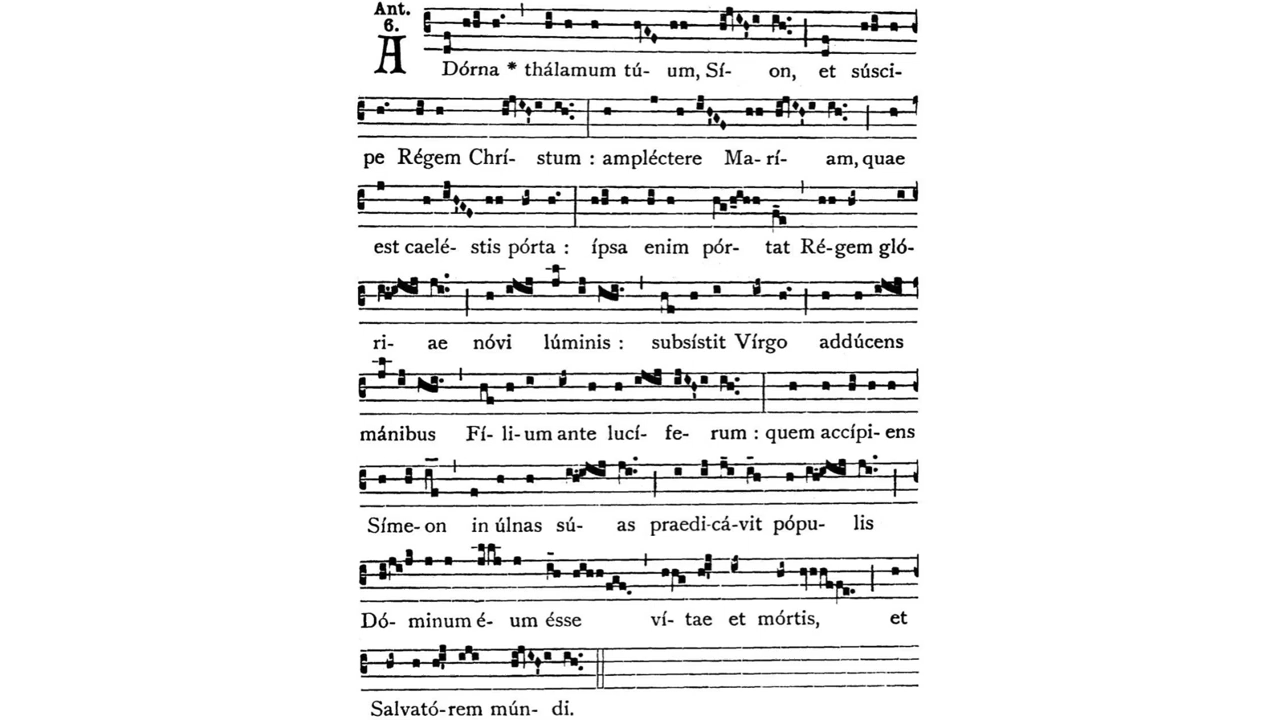 Ant.
6.
A
Dórna * thálamum tú- um, Sí- on, et súsci-
pe Régem Chrí- stum : ampléctere Ma- rí- am, quae
est caelé- stis pórta : ípsa enim pór- tat Ré-gem gló-
ri- ae nóvi lúminis : subsístit Vírgo addúcens
mánibus Fí- li- um ante lucí- fe- rum : quem accípi- ens
Síme- on in úlnas sú- as praedi-cá-vit pópu- lis
Dó- minum é- um ésse ví- tae et mórtis, et
Salvató-rem mún- di.